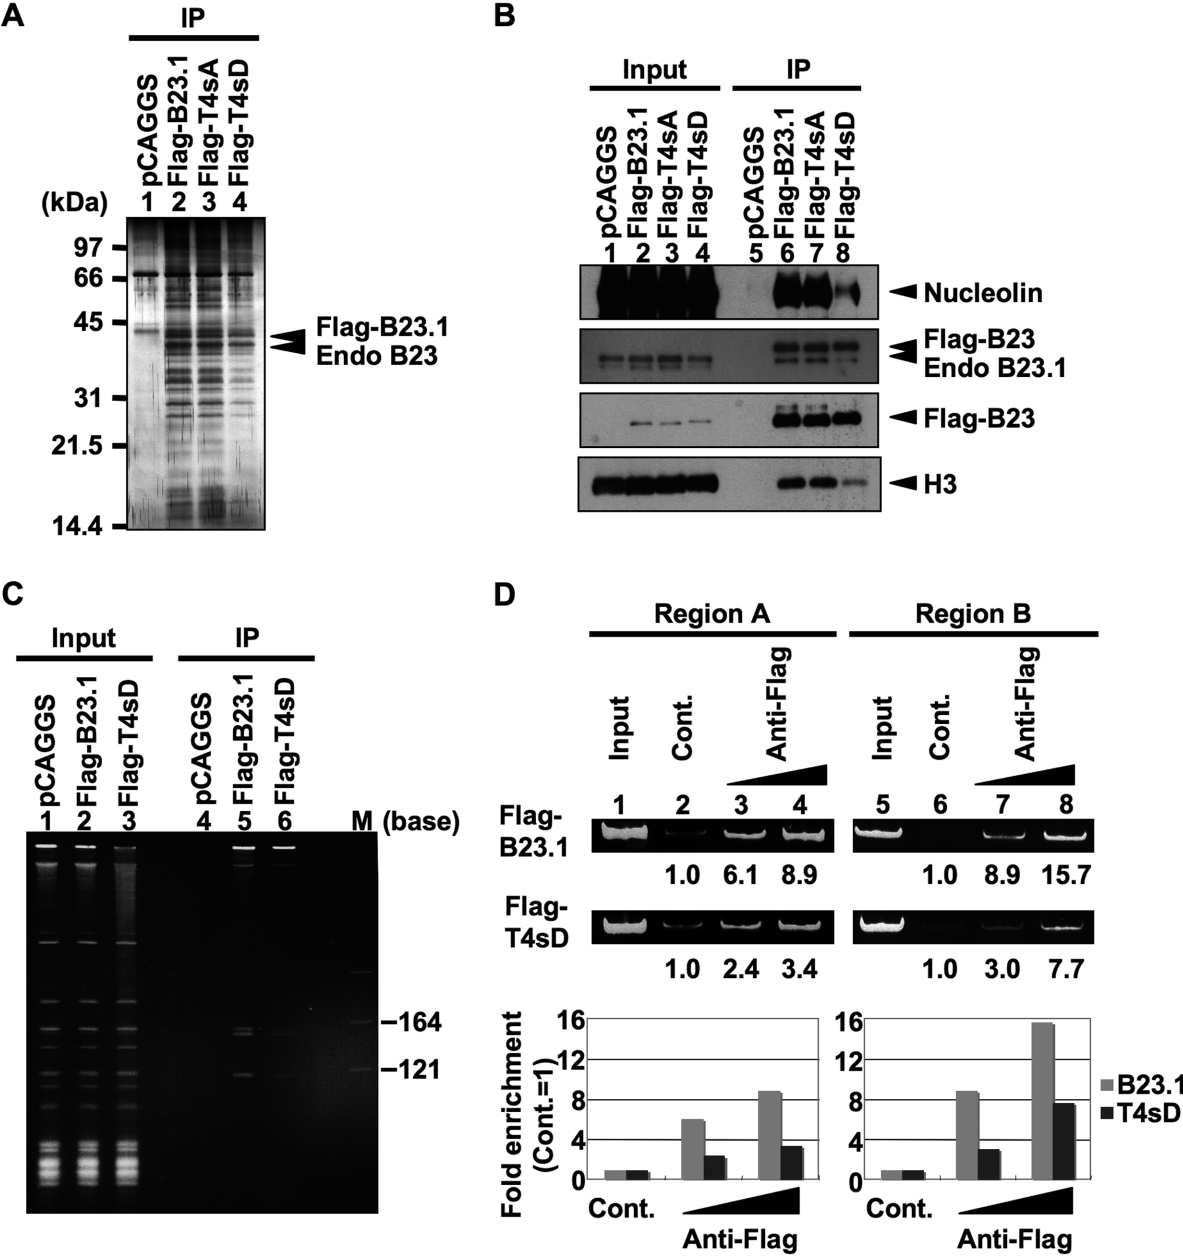 A
IP
pCAGGS
Flag-B23.1
Flag-T4sA
Flag-T4sD
(kDa) 1 2 3 4
97
66
45
31
21.5
14.4
Flag-B23.1
Endo B23
B
Input IP
pCAGGS
Flag-B23.1
Flag-T4sA
Flag-T4sD
pCAGGS
Flag-B23.1
Flag-T4sA
Flag-T4sD
1 2 3 4 5 6 7 8
Nucleolin
Flag-B23
Endo B23.1
Flag-B23
H3
C
Input IP
pCAGGS
Flag-B23.1
Flag-T4sD
pCAGGS
Flag-B23.1
Flag-T4sD
1 2 3 4 5 6 M (base)
164
121
D
Region A Region B
Input
Cont.
Anti-Flag
Input
Cont.
Anti-Flag
1 2 3 4 5 6 7 8
Flag-
B23.1
1.0 6.1 8.9 1.0 8.9 15.7
Flag-
T4sD
1.0 2.4 3.4 1.0 3.0 7.7
Fold enrichment
(Cont.=1)
16
12
8
4
0
Cont.
Anti-Flag
16
12
8
4
0
Cont.
Anti-Flag
B23.1
T4sD